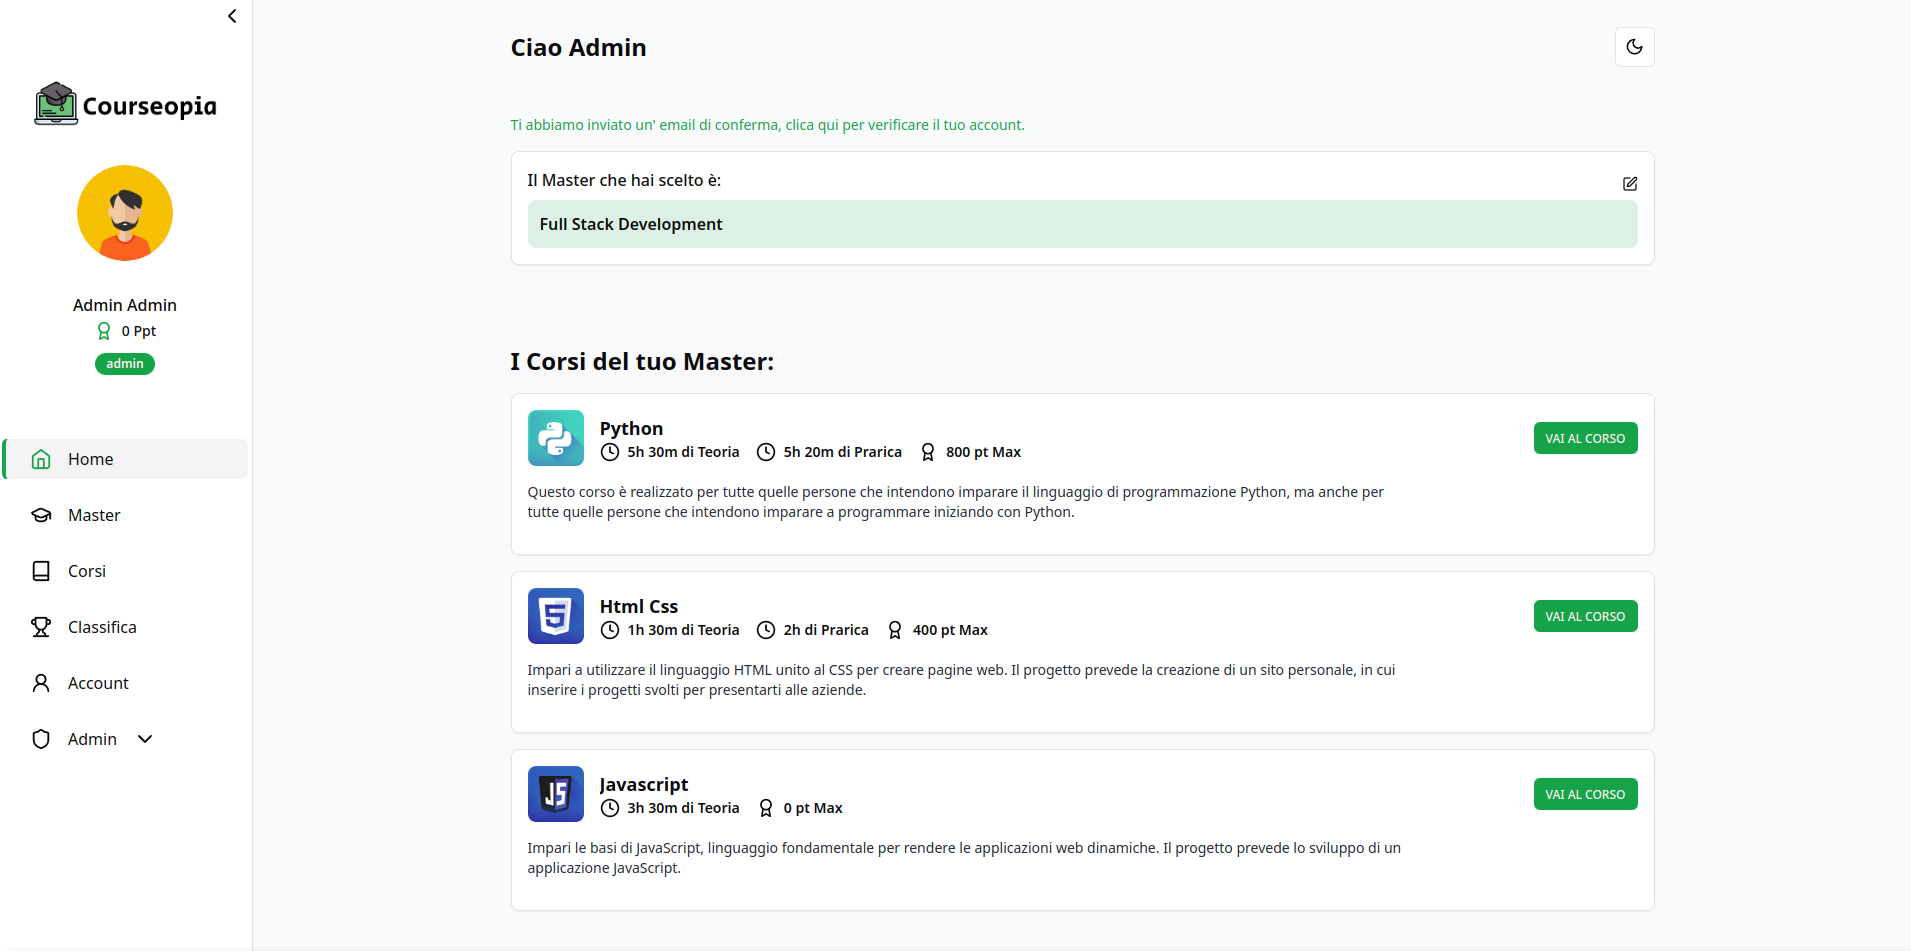 Courseopia
Admin Admin
0 Ppt
admin
Home
Master
Corsi
Classifica
Account
Admin
Ciao Admin
Ti abbiamo inviato un' email di conferma, clica qui per verificare il tuo account.
Il Master che hai scelto è:
Full Stack Development
I Corsi del tuo Master:
Python
5h 30m di Teoria 5h 20m di Prarica 800 pt Max
VAI AL CORSO
Questo corso è realizzato per tutte quelle persone che intendono imparare il linguaggio di programmazione Python, ma anche per
tutte quelle persone che intendono imparare a programmare iniziando con Python.
Html Css
1h 30m di Teoria 2h di Prarica 400 pt Max
VAI AL CORSO
Impari a utilizzare il linguaggio HTML unito al CSS per creare pagine web. Il progetto prevede la creazione di un sito personale, in cui
inserire i progetti svolti per presentarti alle aziende.
JS
Javascript
3h 30m di Teoria 0 pt Max
VAI AL CORSO
Impari le basi di JavaScript, linguaggio fondamentale per rendere le applicazioni web dinamiche. Il progetto prevede lo sviluppo di un
applicazione JavaScript.